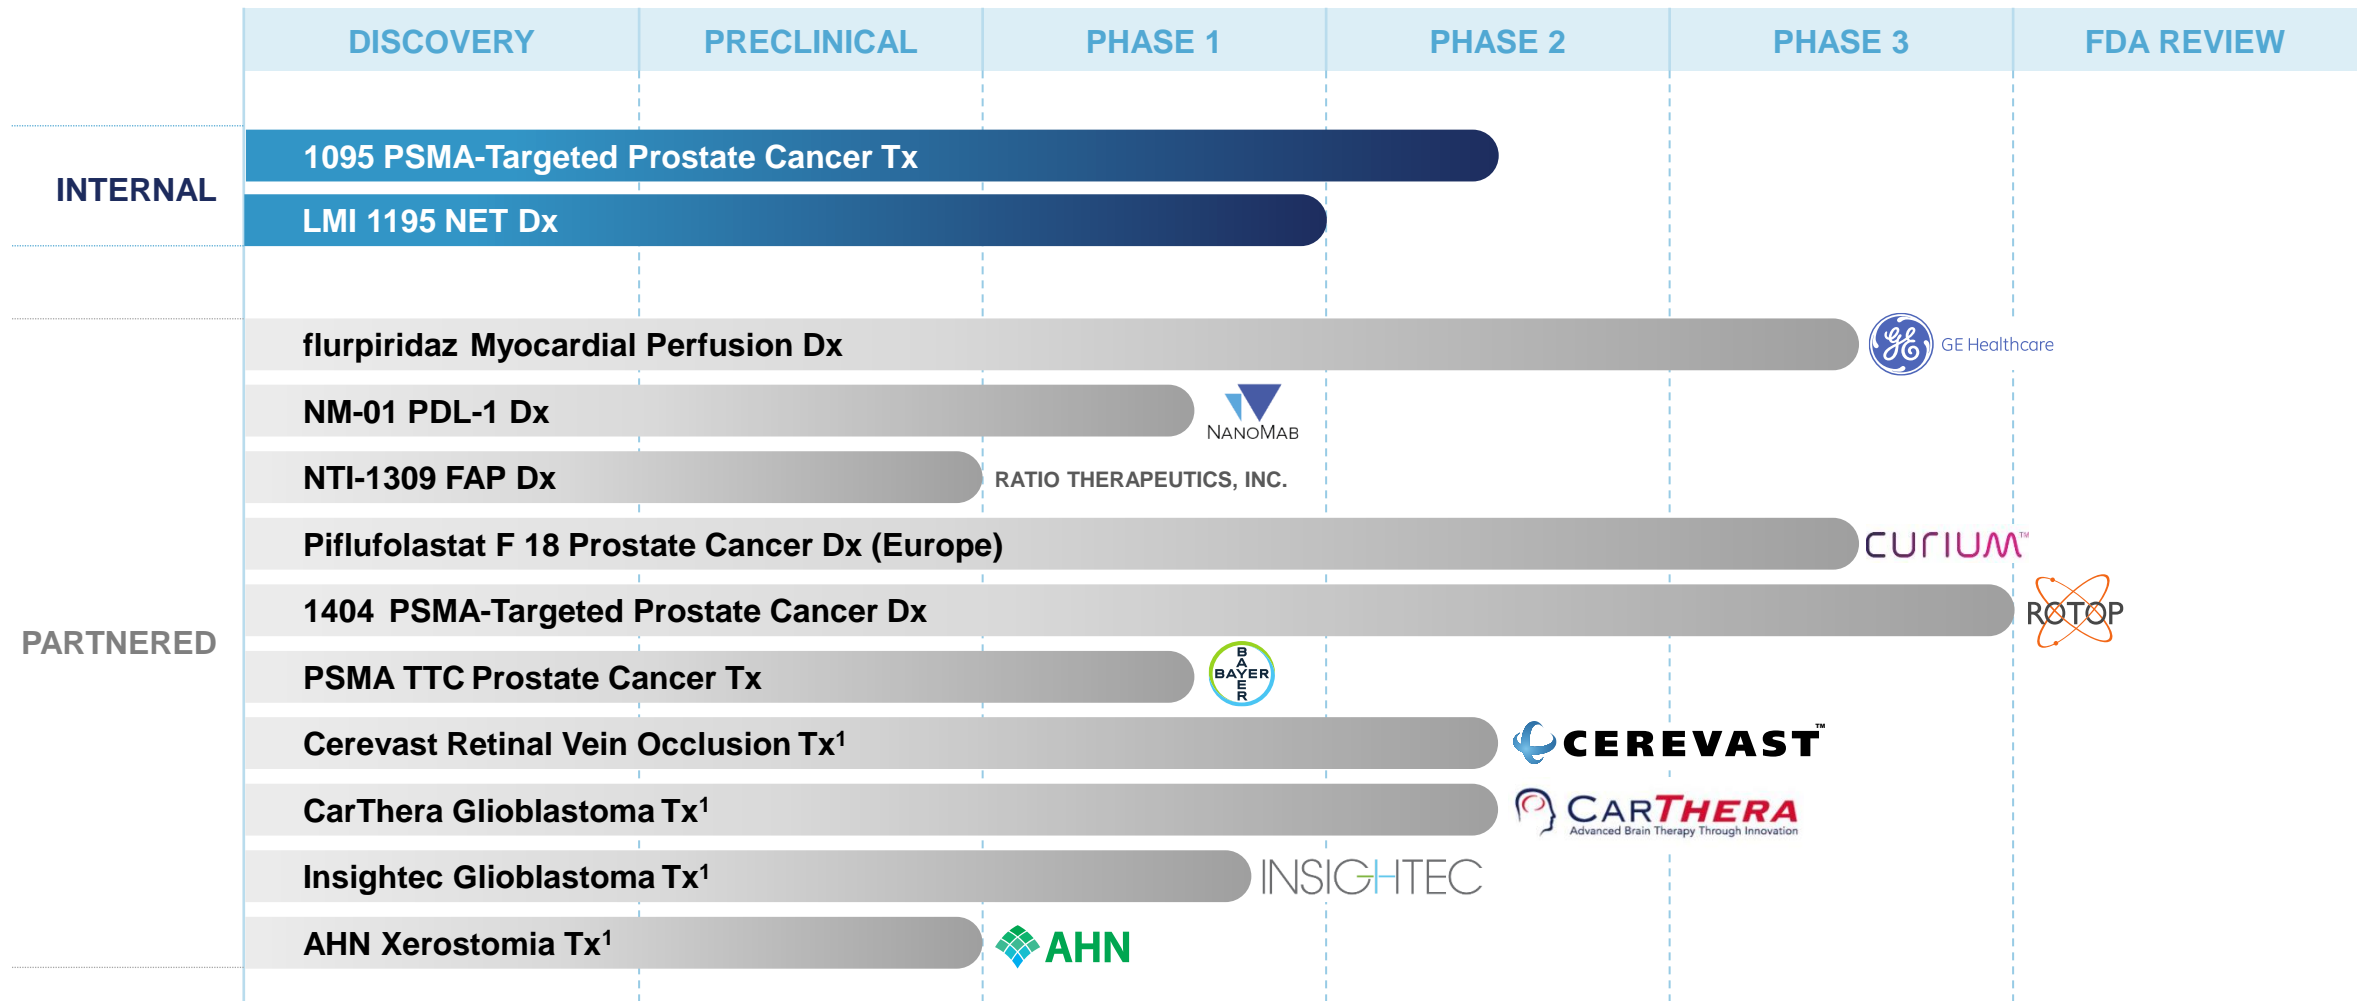 DISCOVERY PRECLINICAL PHASE 1 PHASE 2 PHASE 3 FDA REVIEW
INTERNAL
1095 PSMA-Targeted Prostate Cancer Tx
LMI 1195 NET Dx
PARTNERED
flurpiridaz Myocardial Perfusion Dx
GE GE Healthcare
NM-01 PDL-1 Dx
NANOMAB
NTI-1309 FAP Dx
RATIO THERAPEUTICS, INC.
Piflufolastat F 18 Prostate Cancer Dx (Europe)
CURIUM™
1404 PSMA-Targeted Prostate Cancer Dx
ROTOP
PSMA TTC Prostate Cancer Tx
BAYER
BAYER
Cerevast Retinal Vein Occlusion Tx¹
CEREVAST™
CarThera Glioblastoma Tx¹
CARTHERA
Advanced Brain Therapy Through Innovation
Insightec Glioblastoma Tx¹
INSIGHTEC
AHN Xerostomia Tx¹
AHN